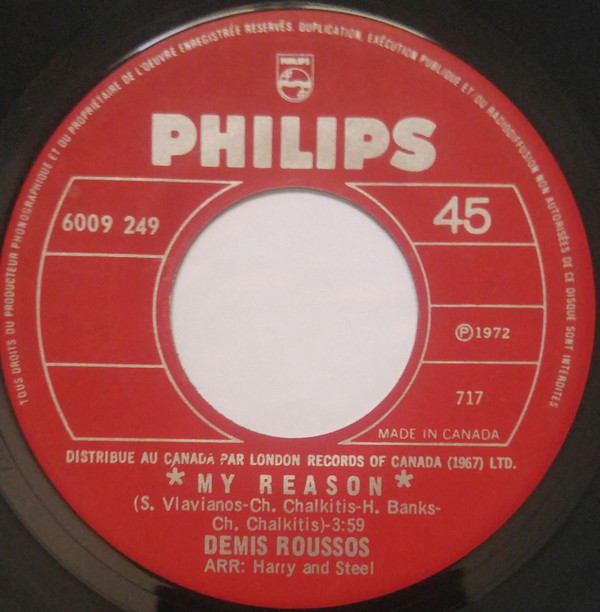 TOUS DROITS DU PRODUCTEUR PHONOGRAPHIQUE ET DU PROPRIÉTAIRE DE L'OEUVRE ENREGISTRÉE RESERVÉS. DUPLICATION, EXÉCUTION PUBLIQUE ET/OU RADIODIFFUSION NON AUTORISÉES DE CE DISQUE SONT INTERDITES
PHILIPS
PHILIPS
6009 249
45
Ⓟ1972
717
MADE IN CANADA
DISTRIBUE AU CANADA PAR LONDON RECORDS OF CANADA (1967) LTD.
*MY REASON*
(S. Vlavianos-Ch. Chalkitis-H. Banks-
Ch. Chalkitis)-3:59
DEMIS ROUSSOS
ARR: Harry and Steel